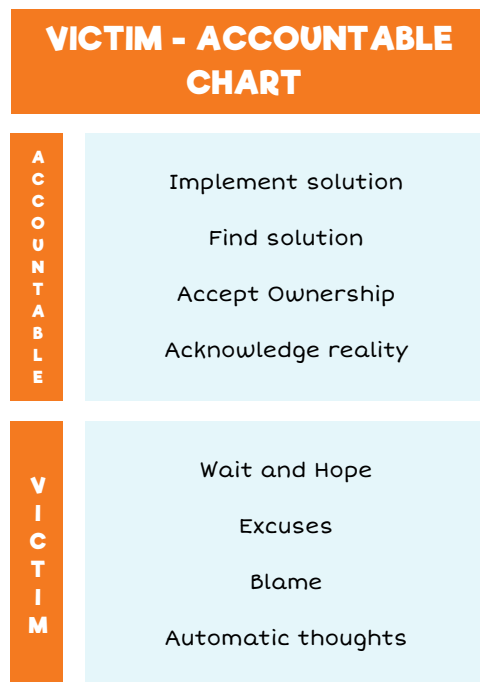 VICTIM - ACCOUNTABLE
CHART
ACCOUNTABLE
Implement solution
Find solution
Accept Ownership
Acknowledge reality
VICTIM
Wait and Hope
Excuses
Blame
Automatic thoughts